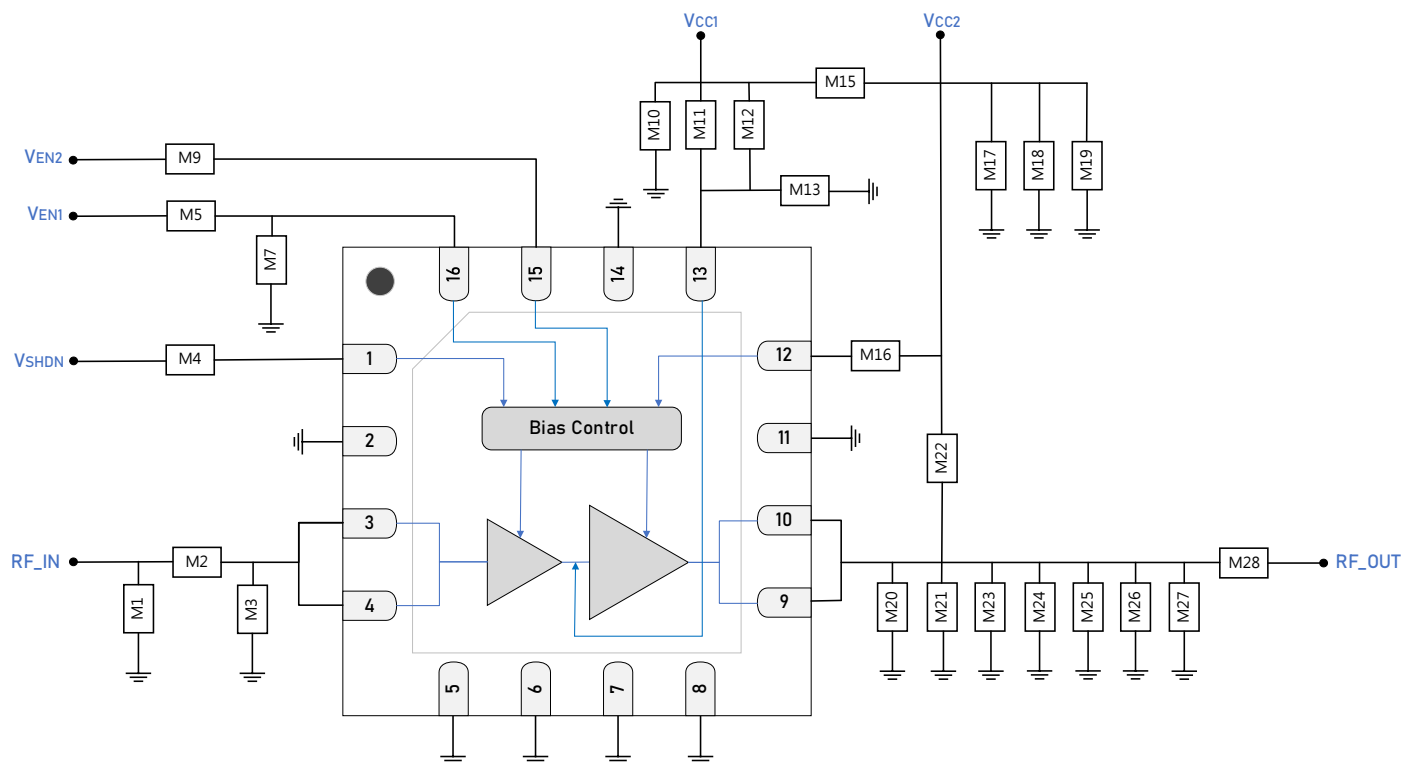 VCC1
VCC2
M15
M10
M11
M12
M17
M18
M19
VEN2
M9
M13
VEN1
M5
M7
16
15
14
13
VSHDN
M4
1
12
M16
Bias Control
2
11
M22
3
10
RF_IN
M2
M28
RF_OUT
M1
M3
4
9
M20
M21
M23
M24
M25
M26
M27
5
6
7
8